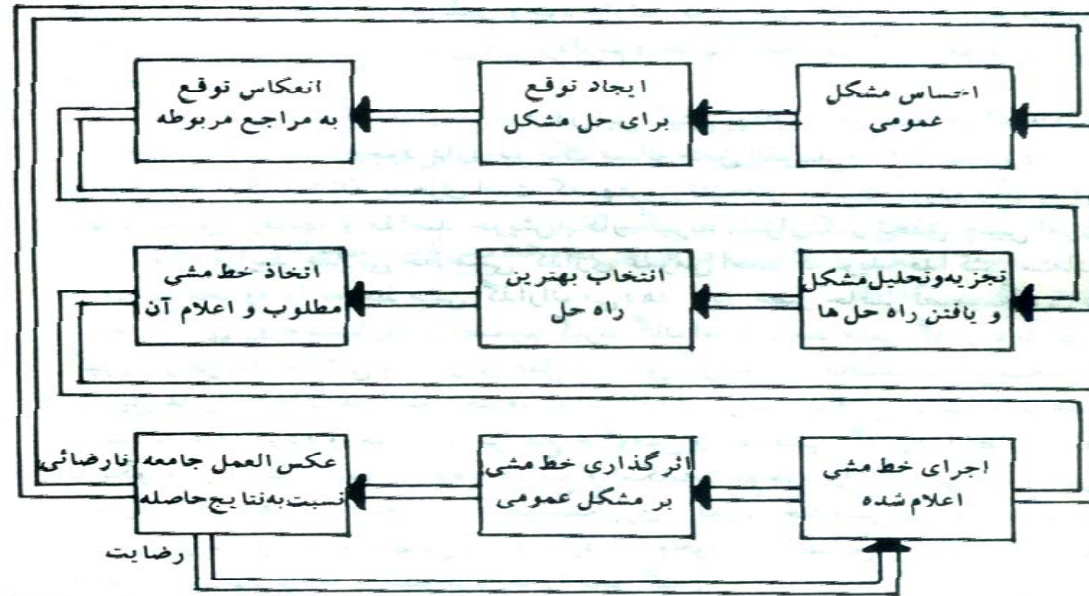 احساس مشکل
عمومی
ایجاد توقع
برای حل مشکل
انعکاس توقع
به مراجع مربوطه
تجزیه وتحلیل مشکل
و یافتن راه حل ها
انتخاب بهترین
راه حل
اتخاذ خط مشی
مطلوب و اعلام آن
اجرای خط مشی
اعلام شده
اثرگذاری خط مشی
بر مشکل عمومی
عکس العمل جامعه
نسبت به نتایج حاصله
نارضائی
رضایت